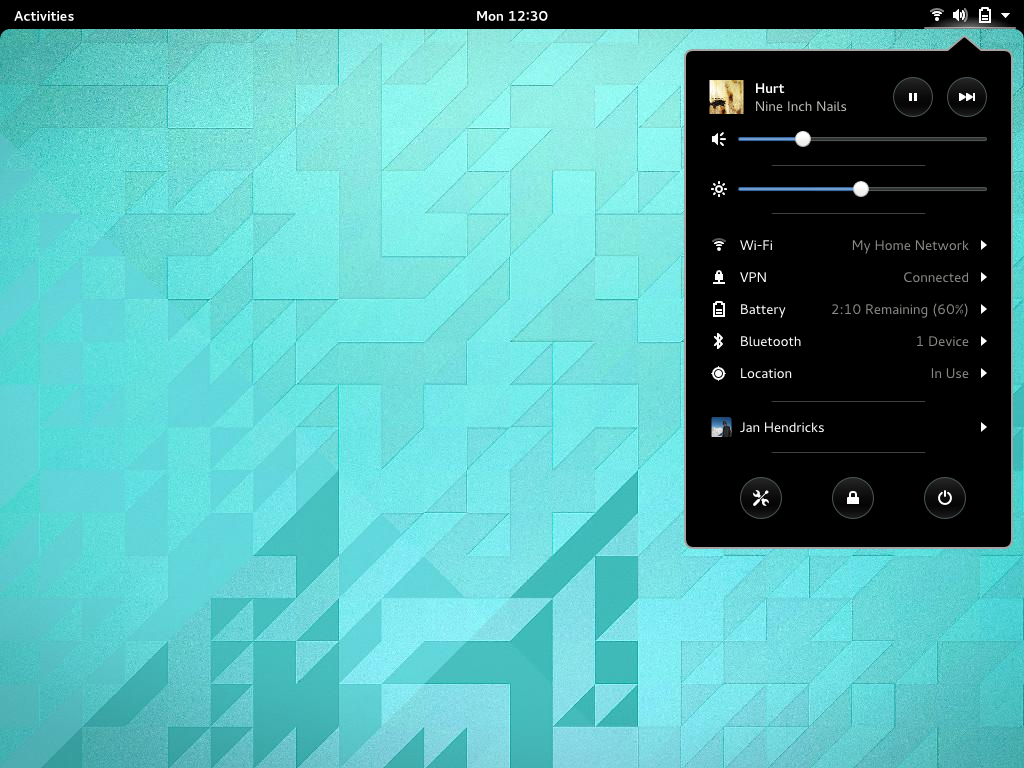 Activities
Mon 12:30
Hurt
Nine Inch Nails
Wi-Fi My Home Network
VPN Connected
Battery 2:10 Remaining (60%)
Bluetooth 1 Device
Location In Use
Jan Hendricks